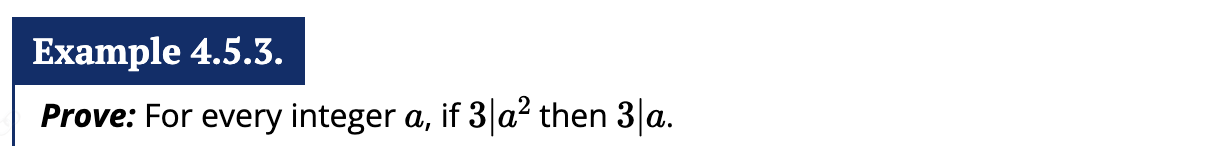 Example 4.5.3.
Prove: For every integer a, if 3|a² then 3|a.